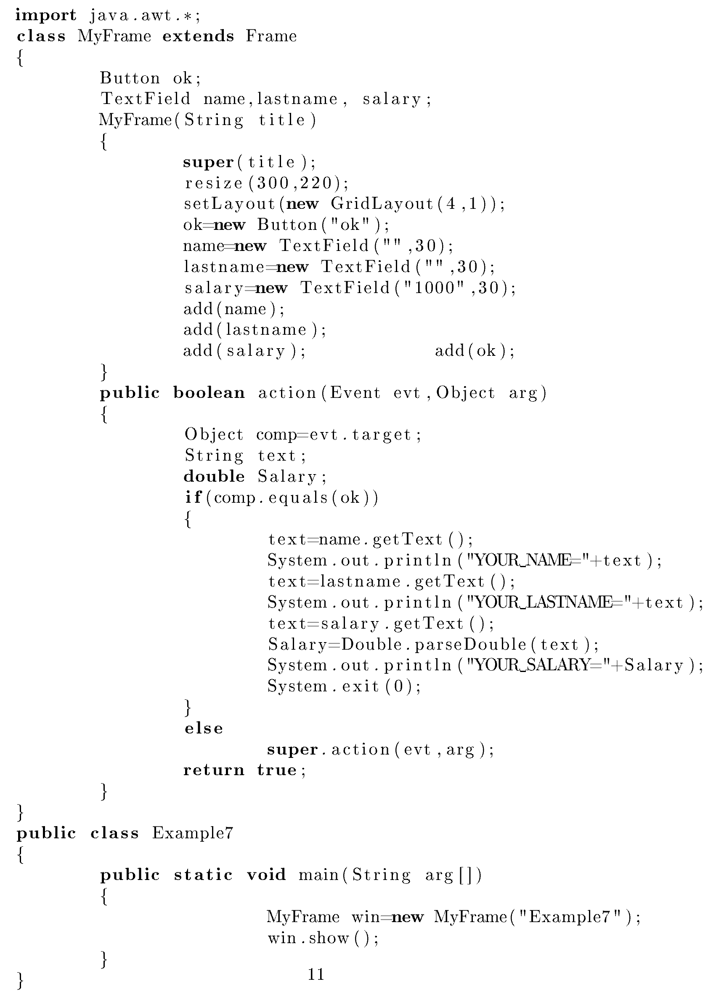 import java.awt.*;
class MyFrame extends Frame
{
        Button ok;
        TextField name,lastname, salary;
        MyFrame(String title)
        {
                super(title);
                resize(300,220);
                setLayout(new GridLayout(4,1));
                ok=new Button("ok");
                name=new TextField("",30);
                lastname=new TextField("",30);
                salary=new TextField("1000",30);
                add(name);
                add(lastname);
                add(salary);            add(ok);
        }
        public boolean action(Event evt,Object arg)
        {
                Object comp=evt.target;
                String text;
                double Salary;
                if(comp.equals(ok))
                {
                        text=name.getText();
                        System.out.println("YOUR_NAME="+text);
                        text=lastname.getText();
                        System.out.println("YOUR_LASTNAME="+text);
                        text=salary.getText();
                        Salary=Double.parseDouble(text);
                        System.out.println("YOUR_SALARY="+Salary);
                        System.exit(0);
                }
                else
                        super.action(evt,arg);
                return true;
        }
}
public class Example7
{
        public static void main(String arg[])
        {
                        MyFrame win=new MyFrame("Example7");
                        win.show();
        }
}
11